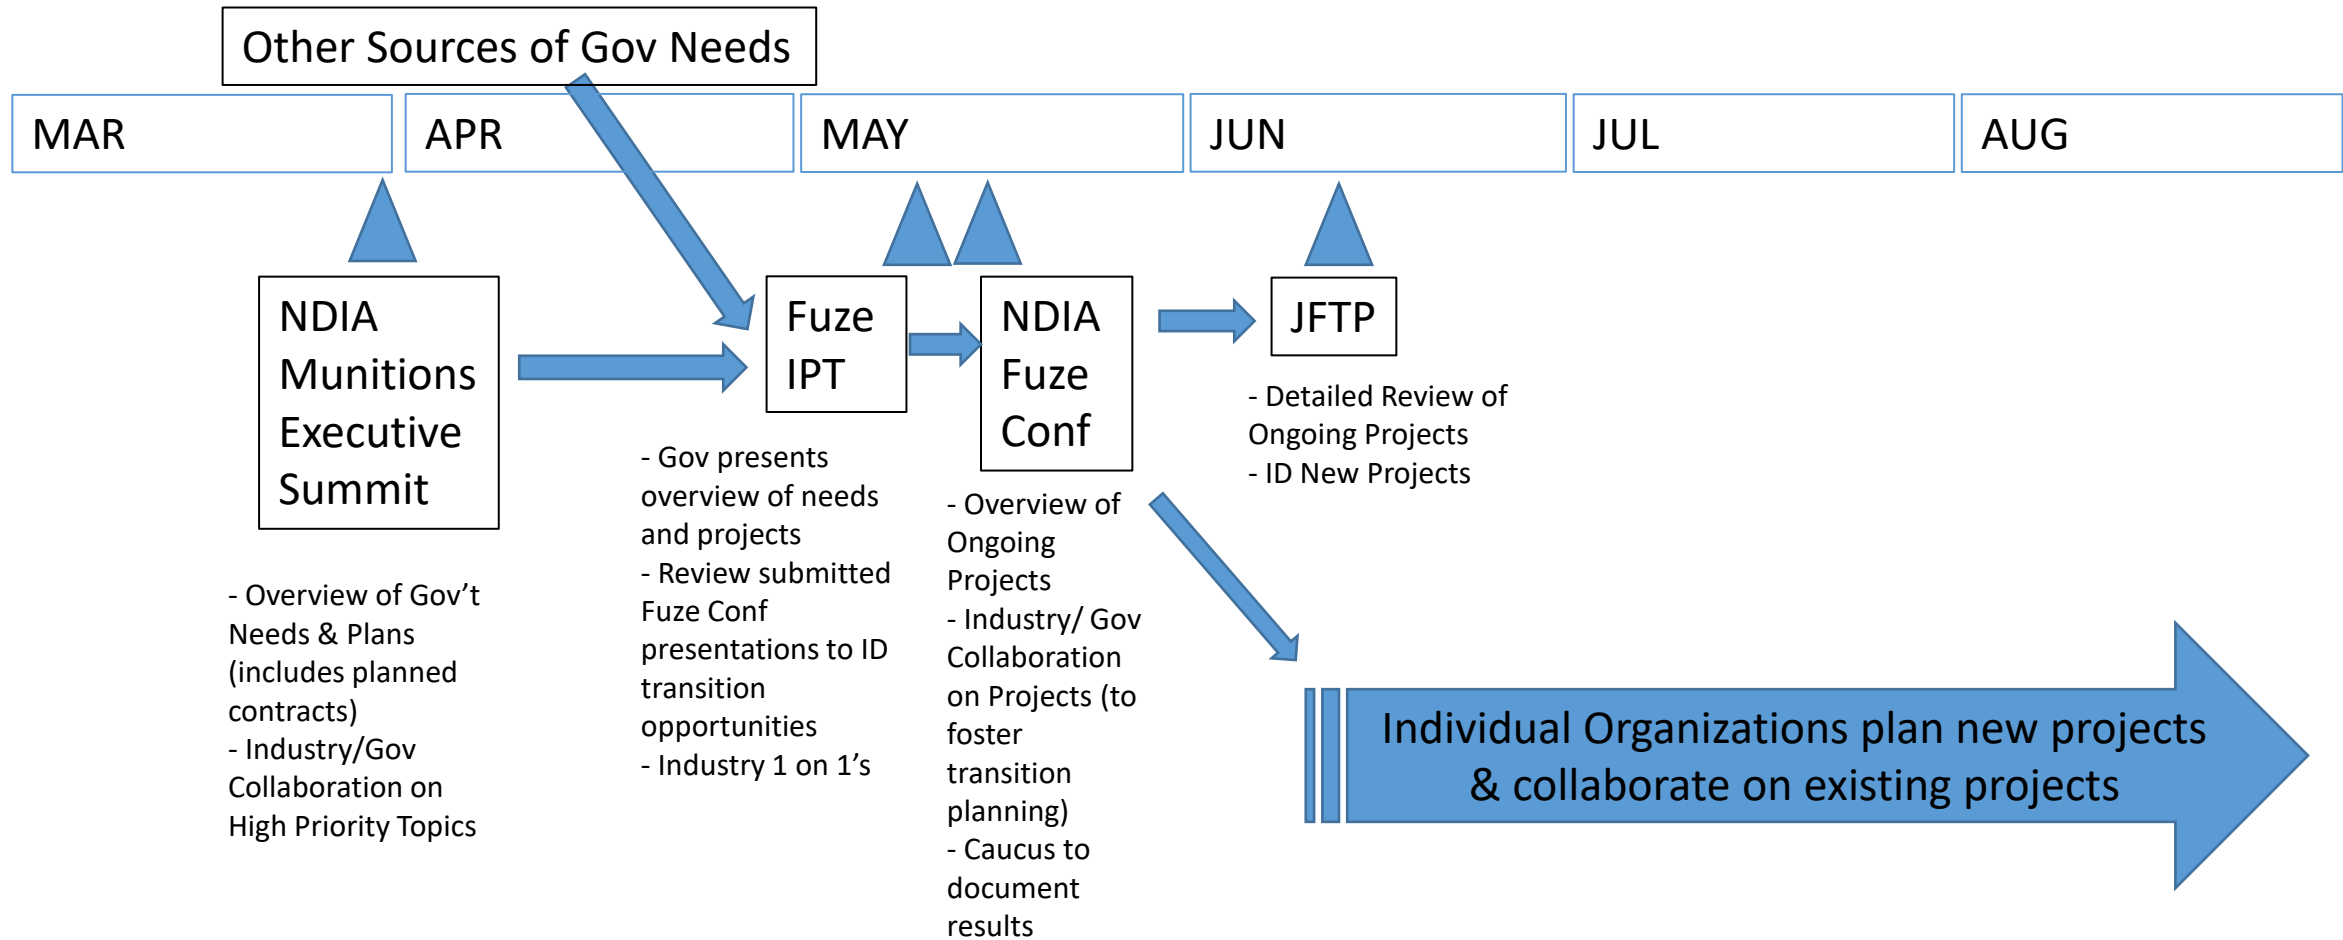 Other Sources of Gov Needs
MAR
APR
MAY
JUN
JUL
AUG
NDIA
Munitions
Executive
Summit
- Overview of Gov’t
Needs & Plans
(includes planned
contracts)
- Industry/Gov
Collaboration on
High Priority Topics
Fuze
IPT
- Gov presents
overview of needs
and projects
- Review submitted
Fuze Conf
presentations to ID
transition
opportunities
- Industry 1 on 1’s
NDIA
Fuze
Conf
- Overview of
Ongoing
Projects
- Industry/ Gov
Collaboration
on Projects (to
foster
transition
planning)
- Caucus to
document
results
JFTP
- Detailed Review of
Ongoing Projects
- ID New Projects
Individual Organizations plan new projects
& collaborate on existing projects